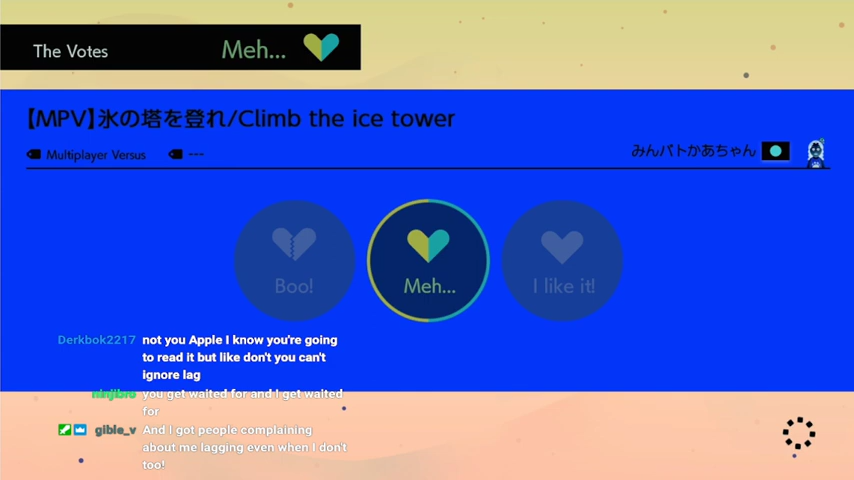 The Votes
Meh...
【MPV】氷の塔を登れ/Climb the ice tower
Multiplayer Versus
---
みんバトかあちゃん
Boo!
Meh...
I like it!
Derkbok2217 not you Apple I know you're going
to read it but like don't you can't
ignore lag
ninjibro you get waited for and I get waited
for
gible_v And I got people complaining
about me lagging even when I don't
too!